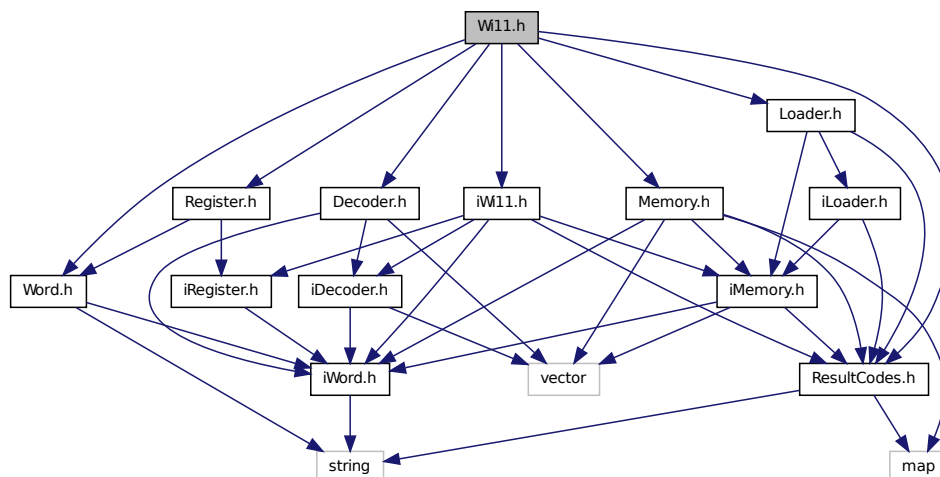 Wi11.h
Loader.h
Register.h
Decoder.h
iWi11.h
Memory.h
iLoader.h
Word.h
iRegister.h
iDecoder.h
iMemory.h
iWord.h
vector
ResultCodes.h
string
map